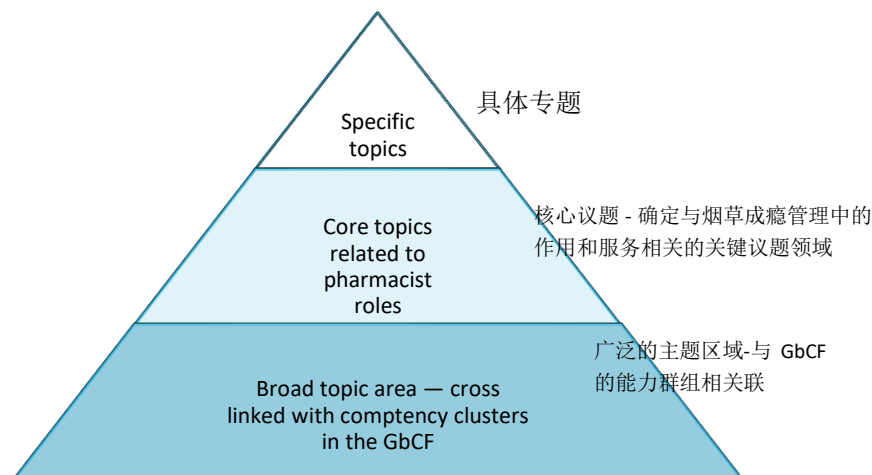 Specific
topics
具体专题
Core topics
related to
pharmacist
roles
核心议题 - 确定与烟草成瘾管理中的
作用和服务相关的关键议题领域
Broad topic area — cross
linked with comptency clusters
in the GbCF
广泛的主题区域-与 GbCF
的能力群组相关联